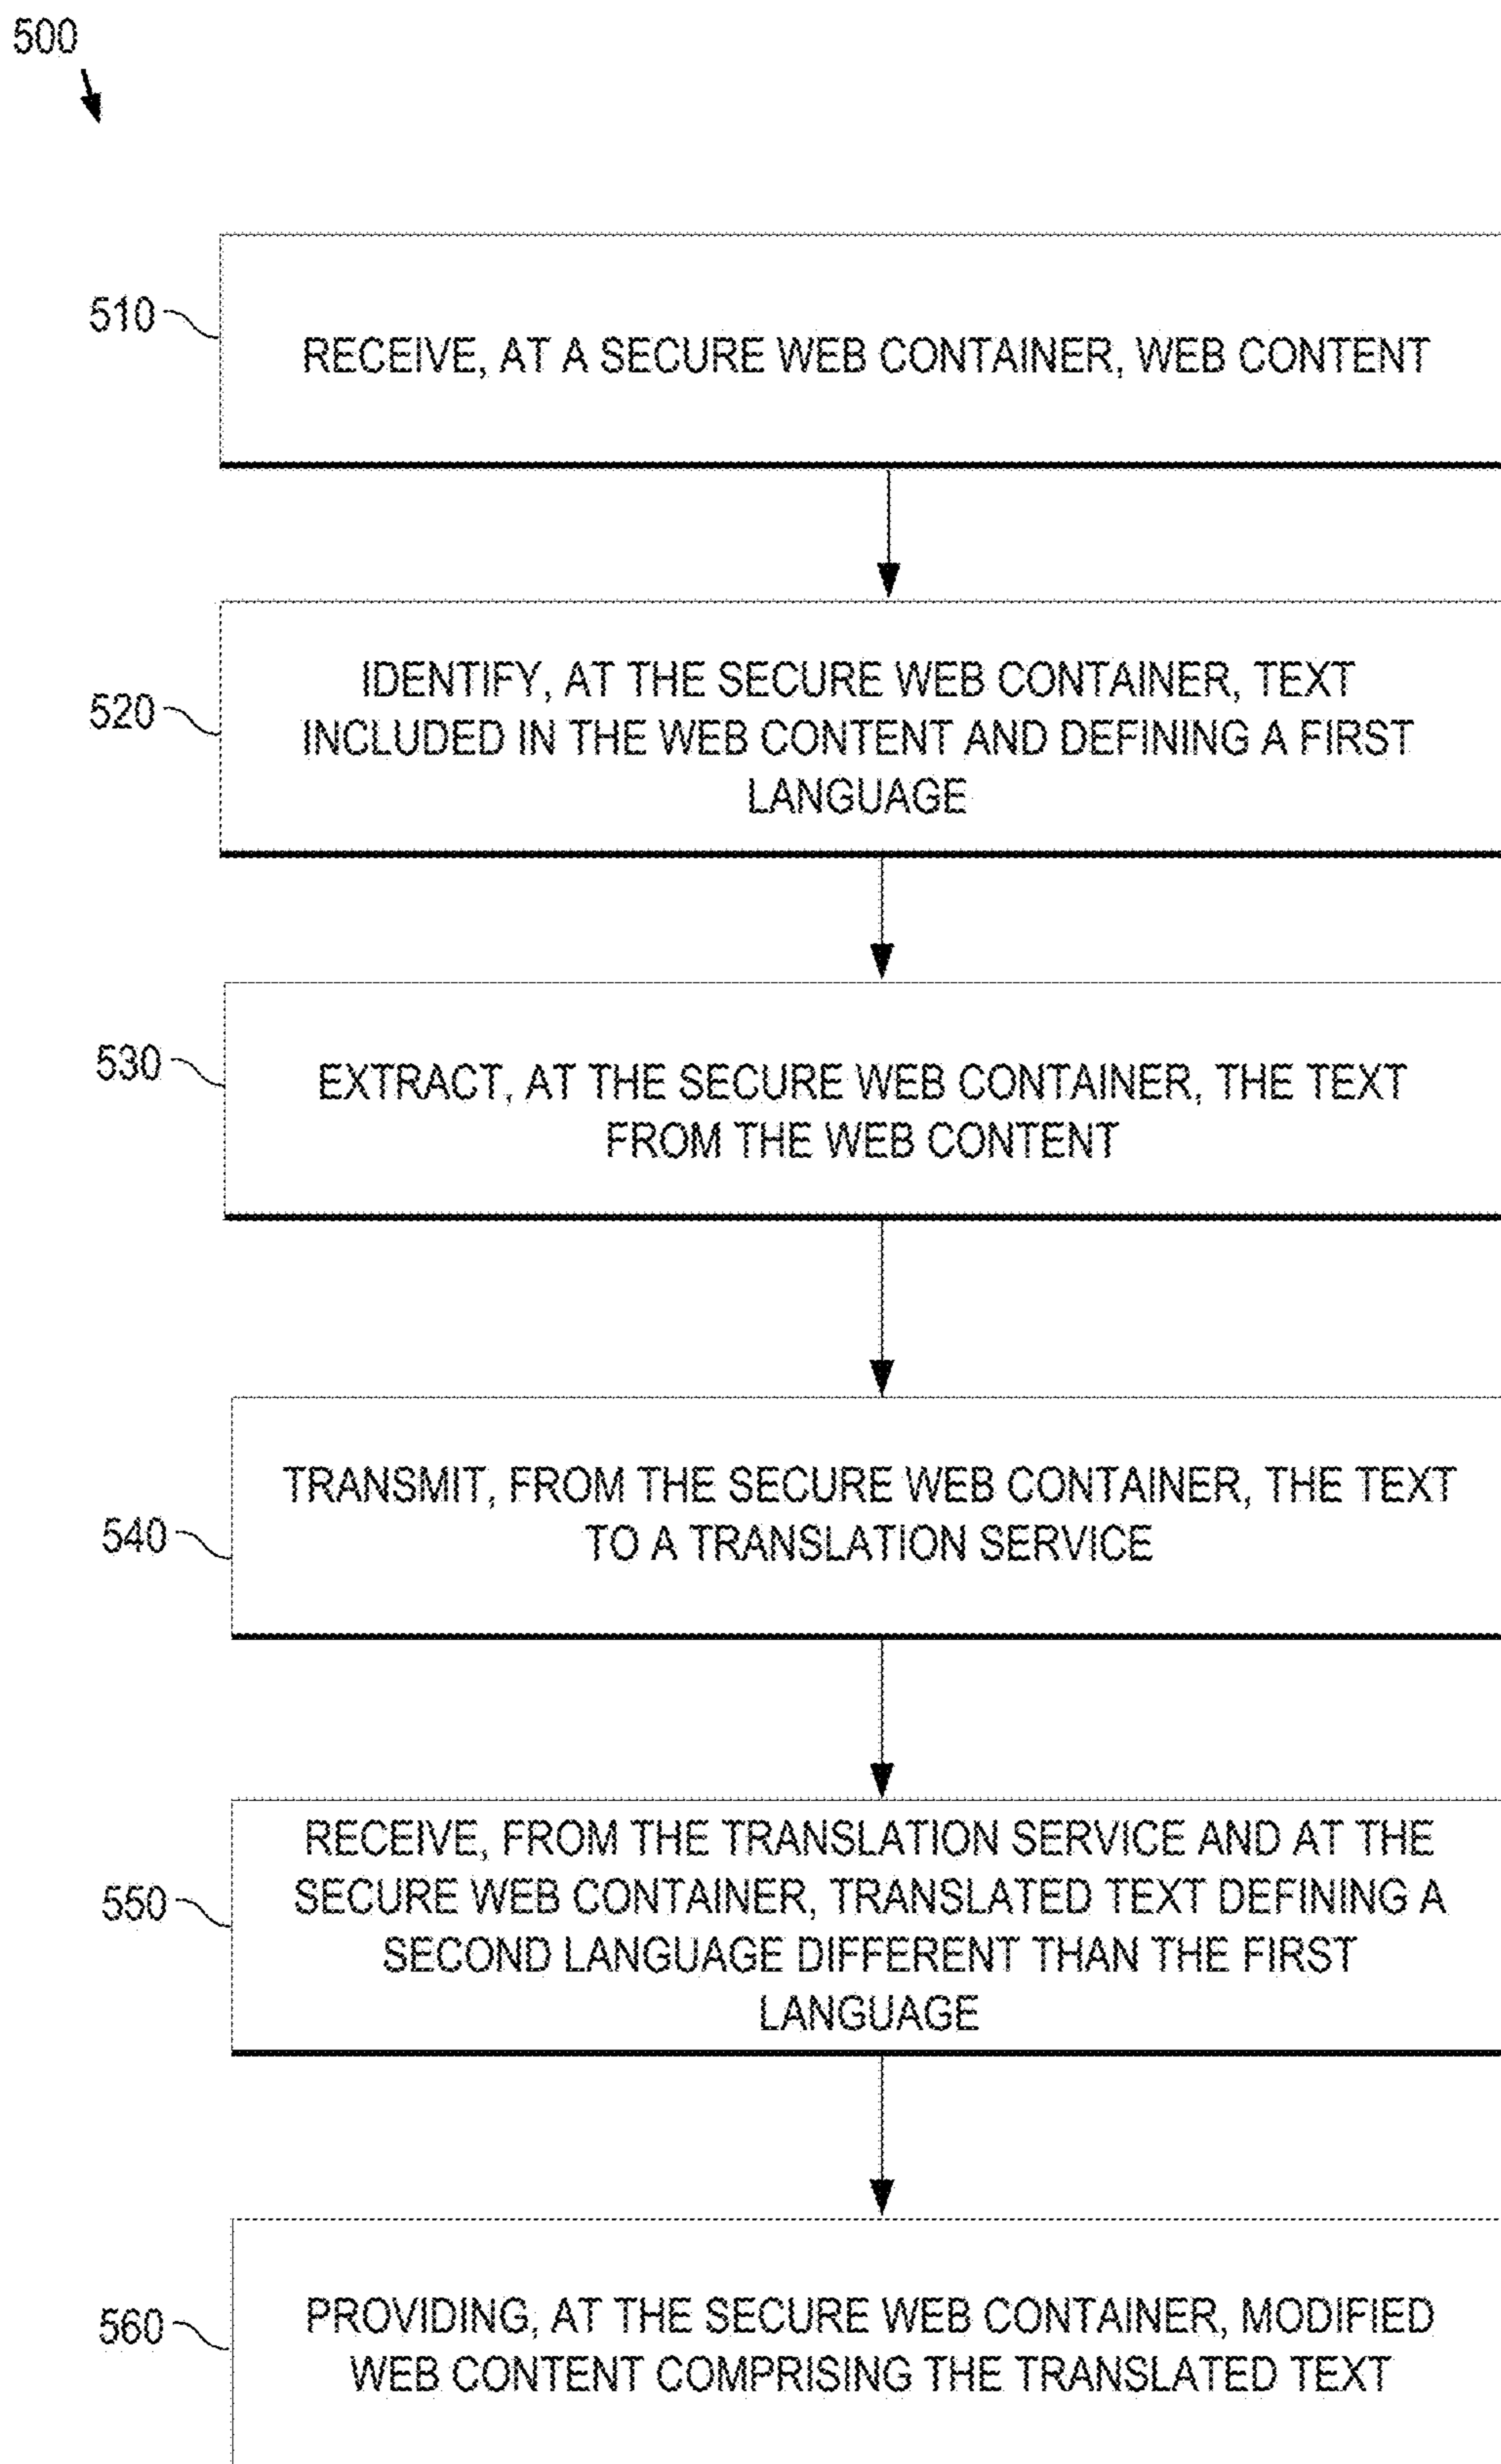 500
510
RECEIVE, AT A SECURE WEB CONTAINER, WEB CONTENT
520
IDENTIFY, AT THE SECURE WEB CONTAINER, TEXT
INCLUDED IN THE WEB CONTENT AND DEFINING A FIRST
LANGUAGE
530
EXTRACT, AT THE SECURE WEB CONTAINER, THE TEXT
FROM THE WEB CONTENT
540
TRANSMIT, FROM THE SECURE WEB CONTAINER, THE TEXT
TO A TRANSLATION SERVICE
550
RECEIVE, FROM THE TRANSLATION SERVICE AND AT THE
SECURE WEB CONTAINER, TRANSLATED TEXT DEFINING A
SECOND LANGUAGE DIFFERENT THAN THE FIRST
LANGUAGE
560
PROVIDING, AT THE SECURE WEB CONTAINER, MODIFIED
WEB CONTENT COMPRISING THE TRANSLATED TEXT